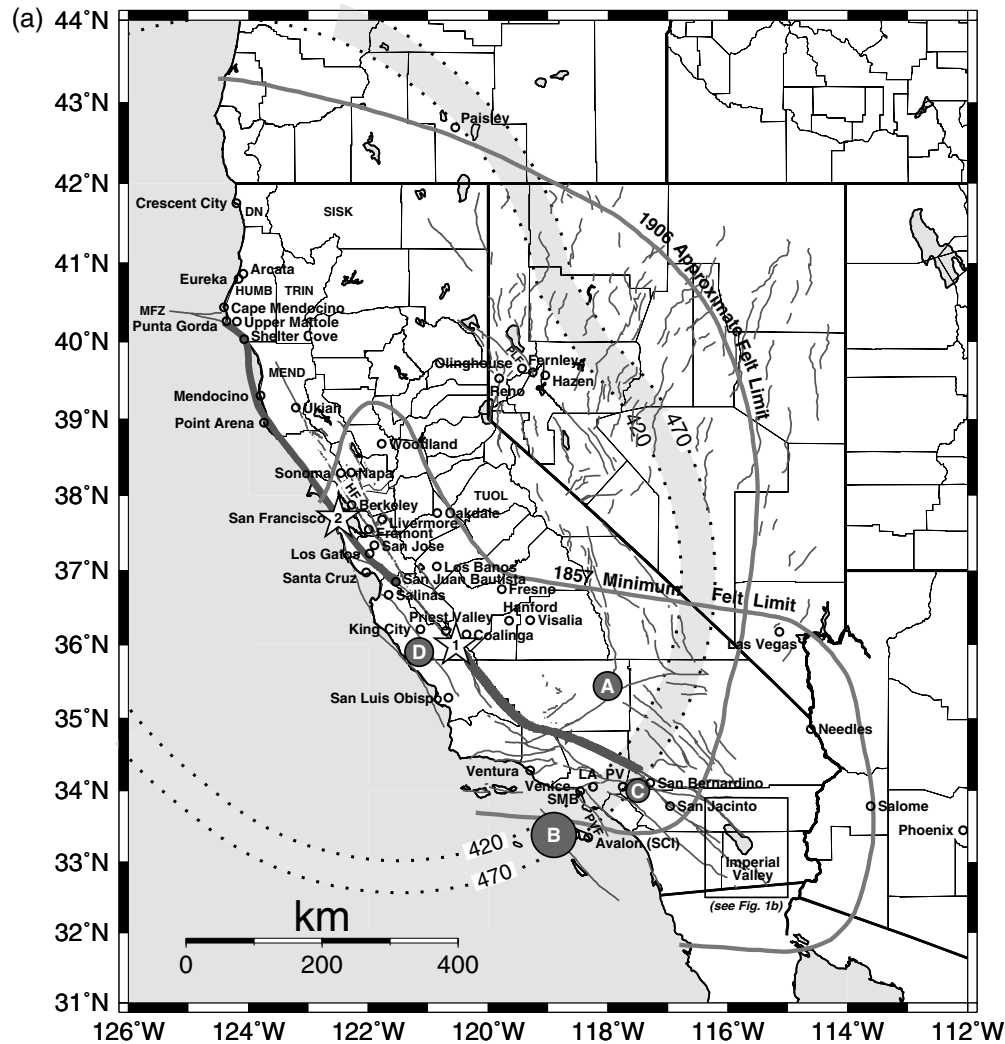 (a)
44°N
43°N
42°N
41°N
40°N
39°N
38°N
37°N
36°N
35°N
34°N
33°N
32°N
31°N
126°W
124°W
122°W
120°W
118°W
116°W
114°W
112°W
Paisley
Crescent City
DN
SISK
1906 Approximate Felt Limit
Arcata
Eureka
HUMB
TRIN
Cape Mendocino
MFZ
Upper Mattole
Punta Gorda
Shelter Cove
Olinghouse
Fernley
Hazen
Reno
MEND
Mendocino
Ukiah
Point Arena
420
470
Woodland
Sonoma
Napa
HF
TUOL
Berkeley
Oakdale
San Francisco
2
Livermore
Fremont
San Jose
Los Gatos
Los Banos
1857 Minimum Felt Limit
Santa Cruz
San Juan Bautista
Salinas
Fresno
Hanford
Priest Valley
Visalia
King City
Coalinga
Las Vegas
D
1
A
San Luis Obispo
Needles
Ventura
LA
PV
San Bernardino
Venice
C
SMB
San Jacinto
Salome
PVF
Phoenix
B
Avalon (SCI)
420
470
Imperial
Valley
(see Fig. 1b)
km
0
200
400